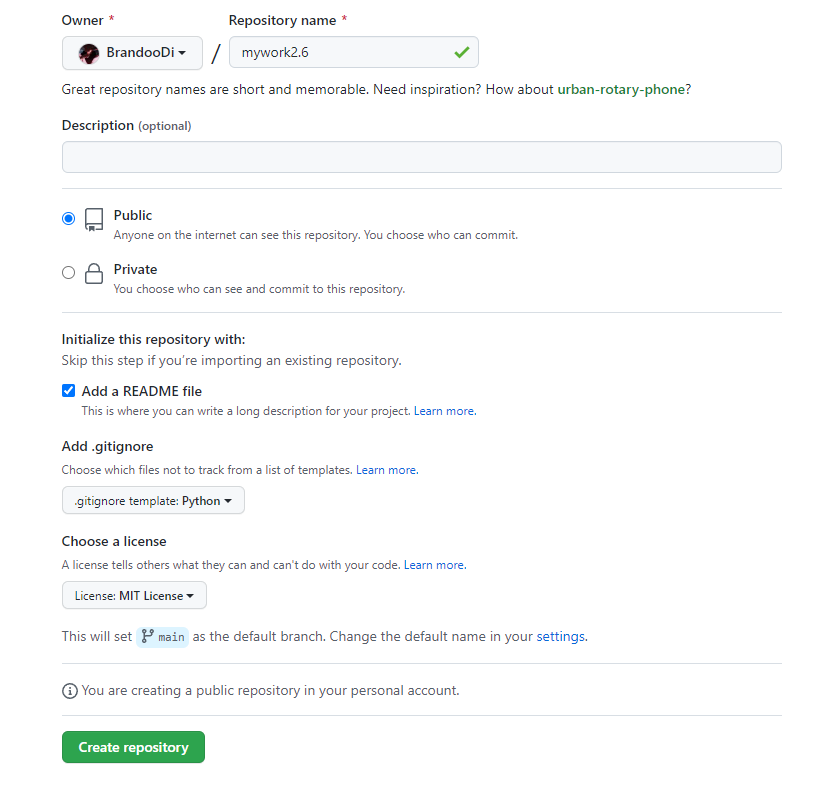 Owner * Repository name *
BrandooDi / mywork2.6
Great repository names are short and memorable. Need inspiration? How about urban-rotary-phone?
Description (optional)
Public
Anyone on the internet can see this repository. You choose who can commit.
Private
You choose who can see and commit to this repository.
Initialize this repository with:
Skip this step if you're importing an existing repository.
Add a README file
This is where you can write a long description for your project. Learn more.
Add .gitignore
Choose which files not to track from a list of templates. Learn more.
.gitignore template: Python
Choose a license
A license tells others what they can and can't do with your code. Learn more.
License: MIT License
This will set main as the default branch. Change the default name in your settings.
You are creating a public repository in your personal account.
Create repository